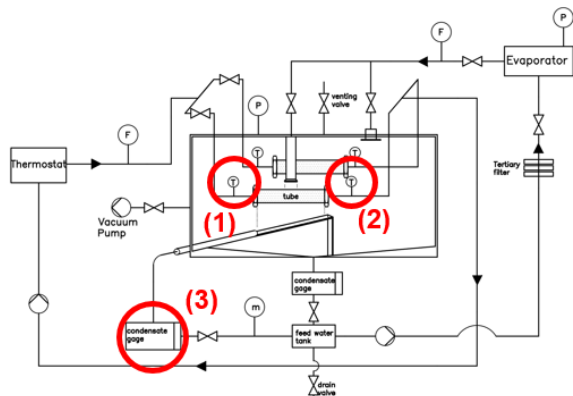 F
P
Evaporator
venting
valve
P
F
Thermostat
T
T
Tertiary
filter
T
T
tube
(1)
(2)
Vacuum
Pump
condensate
gage
(3)
m
condensate
gage
feed water
tank
drain
valve